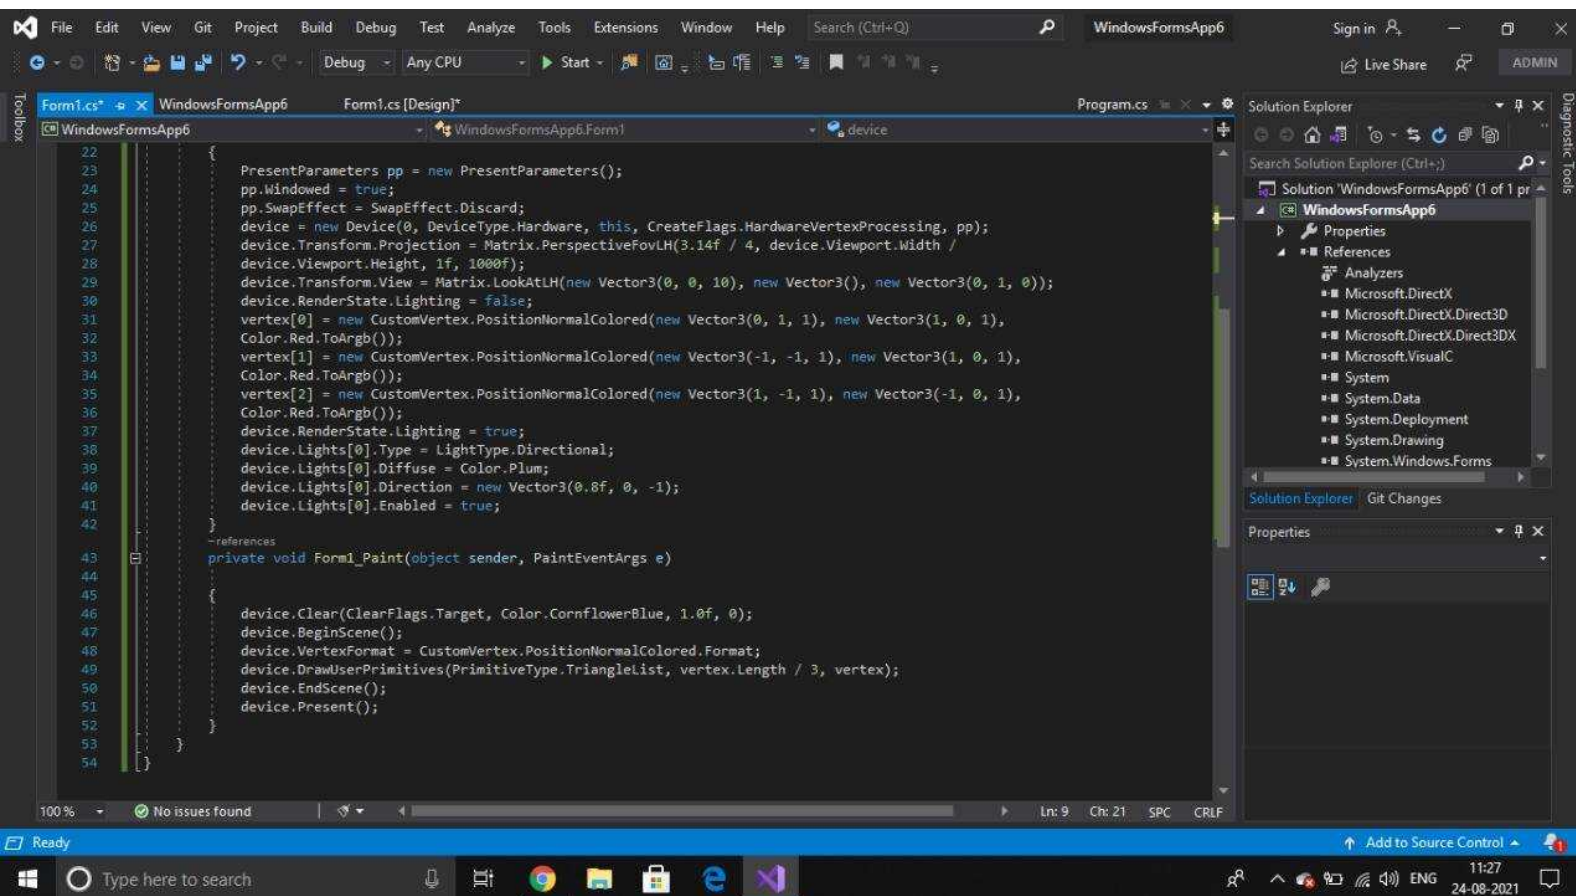 File Edit View Git Project Build Debug Test Analyze Tools Extensions Window Help Search (Ctrl+Q) WindowsFormsApp6 Sign in
Debug Any CPU Start Live Share ADMIN
Toolbox
Form1.cs* WindowsFormsApp6 Form1.cs [Design]* Program.cs
WindowsFormsApp6 WindowsFormsApp6.Form1 device
22 {
23 PresentParameters pp = new PresentParameters();
24 pp.Windowed = true;
25 pp.SwapEffect = SwapEffect.Discard;
26 device = new Device(0, DeviceType.Hardware, this, CreateFlags.HardwareVertexProcessing, pp);
27 device.Transform.Projection = Matrix.PerspectiveFovLH(3.14f / 4, device.Viewport.Width /
28 device.Viewport.Height, 1f, 1000f);
29 device.Transform.View = Matrix.LookAtLH(new Vector3(0, 0, 10), new Vector3(), new Vector3(0, 1, 0));
30 device.RenderState.Lighting = false;
31 vertex[0] = new CustomVertex.PositionNormalColored(new Vector3(0, 1, 1), new Vector3(1, 0, 1),
32 Color.Red.ToArgb());
33 vertex[1] = new CustomVertex.PositionNormalColored(new Vector3(-1, -1, 1), new Vector3(1, 0, 1),
34 Color.Red.ToArgb());
35 vertex[2] = new CustomVertex.PositionNormalColored(new Vector3(1, -1, 1), new Vector3(-1, 0, 1),
36 Color.Red.ToArgb());
37 device.RenderState.Lighting = true;
38 device.Lights[0].Type = LightType.Directional;
39 device.Lights[0].Diffuse = Color.Plum;
40 device.Lights[0].Direction = new Vector3(0.8f, 0, -1);
41 device.Lights[0].Enabled = true;
42 }
-references
43 private void Form1_Paint(object sender, PaintEventArgs e)
44
45 {
46 device.Clear(ClearFlags.Target, Color.CornflowerBlue, 1.0f, 0);
47 device.BeginScene();
48 device.VertexFormat = CustomVertex.PositionNormalColored.Format;
49 device.DrawUserPrimitives(PrimitiveType.TriangleList, vertex.Length / 3, vertex);
50 device.EndScene();
51 device.Present();
52 }
53 }
54 }
100 % No issues found Ln: 9 Ch: 21 SPC CRLF
Solution Explorer
Search Solution Explorer (Ctrl+;)
Solution 'WindowsFormsApp6' (1 of 1 pr
WindowsFormsApp6
Properties
References
Analyzers
Microsoft.DirectX
Microsoft.DirectX.Direct3D
Microsoft.DirectX.Direct3DX
Microsoft.VisualC
System
System.Data
System.Deployment
System.Drawing
System.Windows.Forms
Solution Explorer Git Changes
Properties
Diagnostic Tools
Ready Add to Source Control 1
Type here to search ENG 11:27
24-08-2021